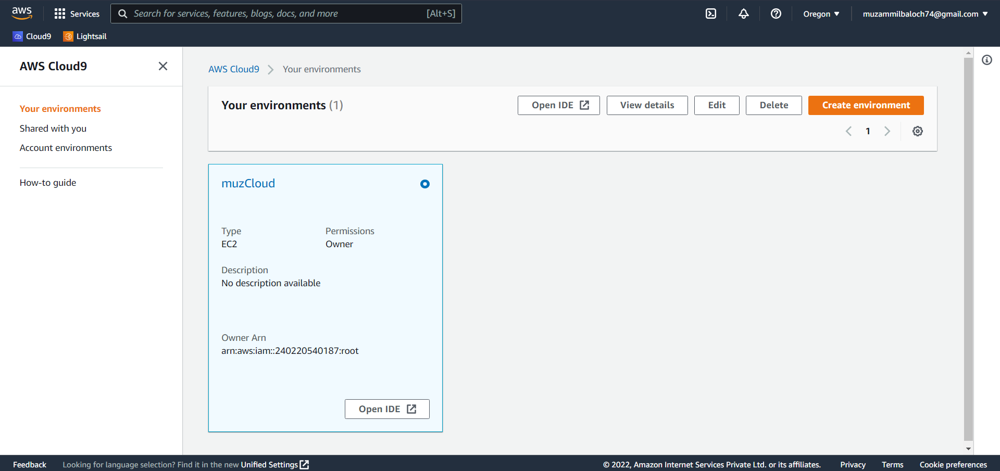 aws
Services
Search for services, features, blogs, docs, and more
[Alt+S]
Oregon ▼
muzammilbaloch74@gmail.com ▼
Cloud9
Lightsail
AWS Cloud9
Your environments
Shared with you
Account environments
How-to guide
AWS Cloud9
Your environments
Your environments (1)
Open IDE
View details
Edit
Delete
Create environment
1
muzCloud
Type
EC2
Permissions
Owner
Description
No description available
Owner Arn
arn:aws:iam::240220540187:root
Open IDE
Feedback
Looking for language selection? Find it in the new Unified Settings
© 2022, Amazon Internet Services Private Ltd. or its affiliates.
Privacy
Terms
Cookie preferences